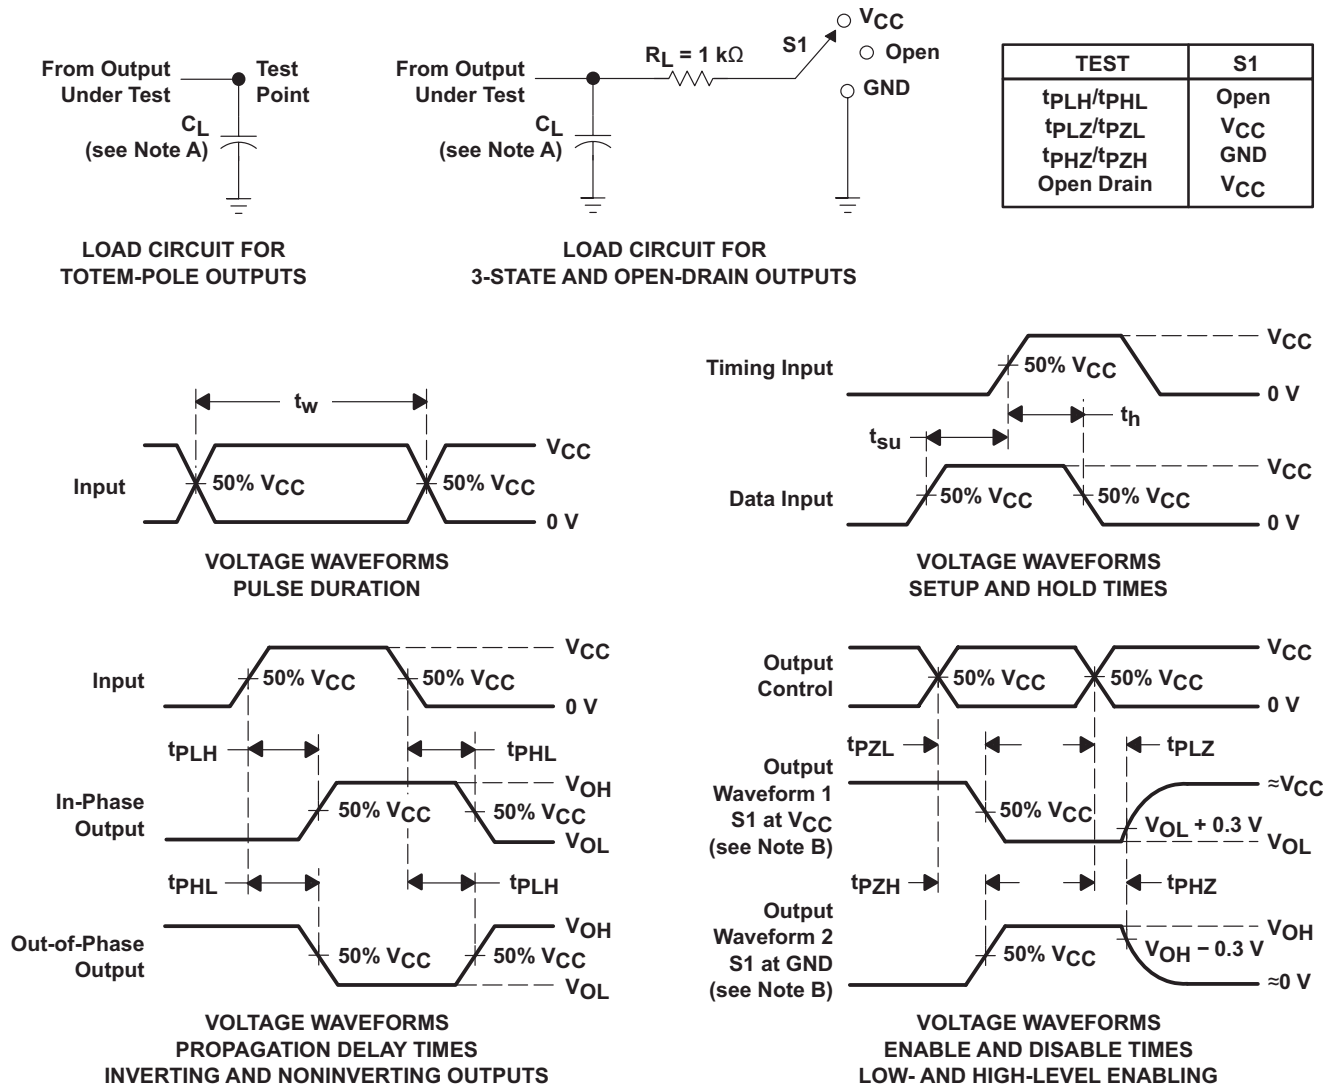 From Output
Under Test
Test
Point
CL
(see Note A)
LOAD CIRCUIT FOR
TOTEM-POLE OUTPUTS
From Output
Under Test
CL
(see Note A)
RL = 1 kΩ
S1
VCC
Open
GND
LOAD CIRCUIT FOR
3-STATE AND OPEN-DRAIN OUTPUTS
TEST S1
tPLH/tPHL Open
tPLZ/tPZL VCC
tPHZ/tPZH GND
Open Drain VCC
tw
Input
50% VCC
50% VCC
VCC
0 V
VOLTAGE WAVEFORMS
PULSE DURATION
Timing Input
50% VCC
VCC
0 V
tsu
th
Data Input
50% VCC
50% VCC
VCC
0 V
VOLTAGE WAVEFORMS
SETUP AND HOLD TIMES
Input
50% VCC
50% VCC
VCC
0 V
tPLH
tPHL
In-Phase
Output
50% VCC
50% VCC
VOH
VOL
tPHL
tPLH
Out-of-Phase
Output
50% VCC
50% VCC
VOH
VOL
VOLTAGE WAVEFORMS
PROPAGATION DELAY TIMES
INVERTING AND NONINVERTING OUTPUTS
Output
Control
50% VCC
50% VCC
VCC
0 V
tPZL
tPLZ
Output
Waveform 1
S1 at VCC
(see Note B)
50% VCC
≈VCC
VOL + 0.3 V
VOL
tPZH
tPHZ
Output
Waveform 2
S1 at GND
(see Note B)
50% VCC
VOH
VOH − 0.3 V
≈0 V
VOLTAGE WAVEFORMS
ENABLE AND DISABLE TIMES
LOW- AND HIGH-LEVEL ENABLING